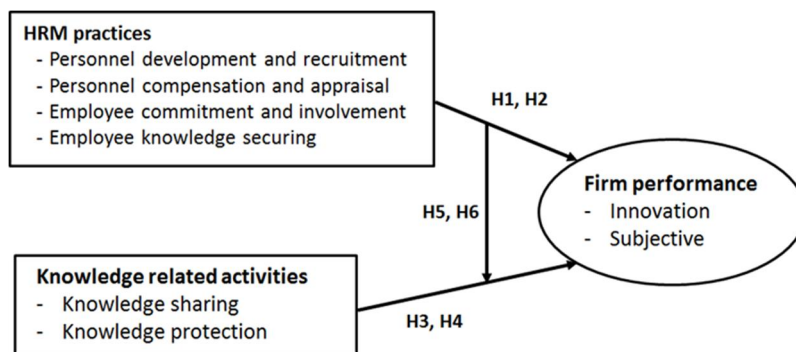 HRM practices
- Personnel development and recruitment
- Personnel compensation and appraisal
- Employee commitment and involvement
- Employee knowledge securing
H1, H2
Firm performance
- Innovation
- Subjective
H5, H6
Knowledge related activities
- Knowledge sharing
- Knowledge protection
H3, H4